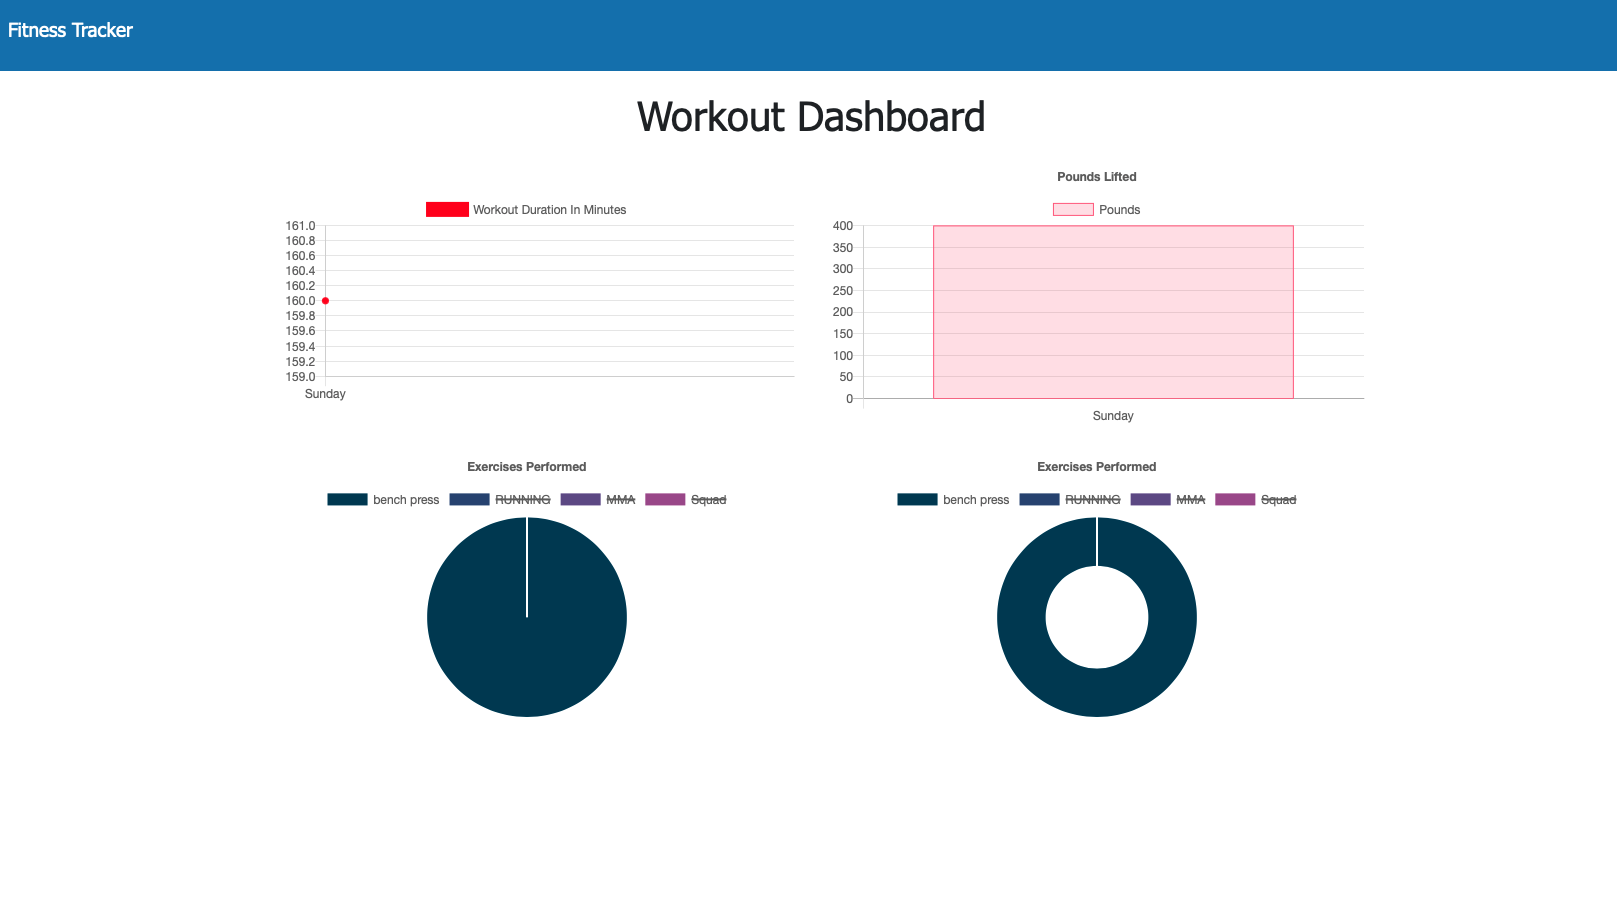 Fitness Tracker
Workout Dashboard
Workout Duration In Minutes
161.0
160.8
160.6
160.4
160.2
160.0
159.8
159.6
159.4
159.2
159.0
Sunday
Pounds Lifted
Pounds
400
350
300
250
200
150
100
50
0
Sunday
Exercises Performed
bench press RUNNING MMA Squad
Exercises Performed
bench press RUNNING MMA Squad